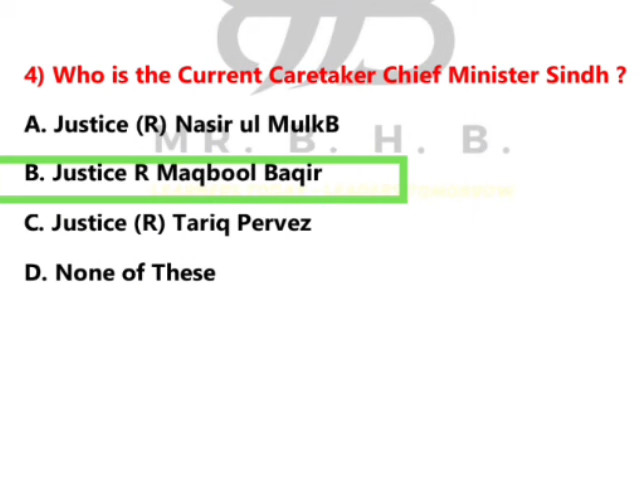 4) Who is the Current Caretaker Chief Minister Sindh ?
A. Justice (R) Nasir ul MulkB
MR. B. H. B.
B. Justice R Maqbool Baqir
C. Justice (R) Tariq Pervez
D. None of These